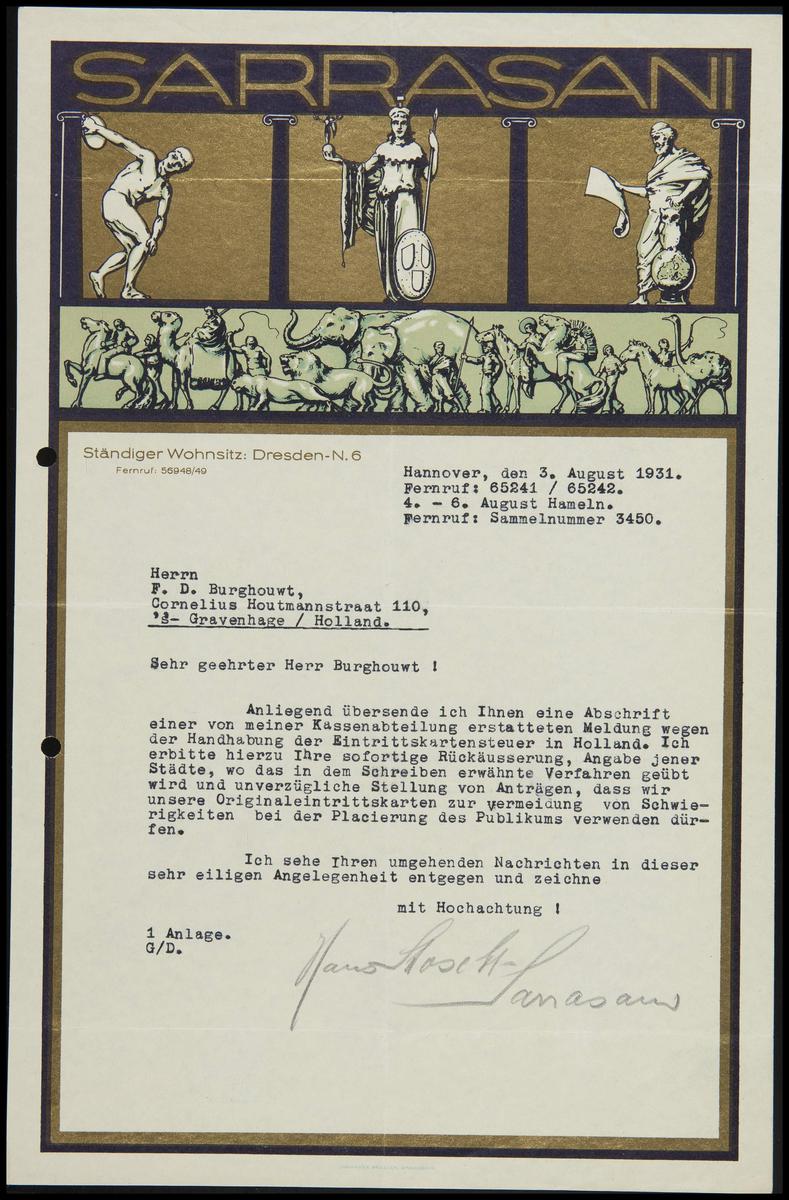 SARRASANI
Ständiger Wohnsitz: Dresden-N. 6
Fernruf: 56948/49
Hannover, den 3. August 1931.
Fernruf: 65241 / 65242.
4. - 6. August Hameln.
Fernruf: Sammelnummer 3450.
Herrn
F. D. Burghouwt,
Cornelius Houtmannstraat 110,
's- Gravenhage / Holland.
Sehr geehrter Herr Burghouwt !
Anliegend übersende ich Ihnen eine Abschrift
einer von meiner Kassenabteilung erstatteten Meldung wegen
der Handhabung der Eintrittskartensteuer in Holland. Ich
erbitte hierzu Ihre sofortige Rückäusserung, Angabe jener
Städte, wo das in dem Schreiben erwähnte Verfahren geübt
wird und unverzügliche Stellung von Anträgen, dass wir
unsere Originaleintrittskarten zur vermeidung von Schwie-
rigkeiten bei der Placierung des Publikums verwenden dür-
fen.
Ich sehe Ihren umgehenden Nachrichten in dieser
sehr eiligen Angelegenheit entgegen und zeichne
mit Hochachtung !
1 Anlage.
G/D.
Hans Stosch-
Sarrasani